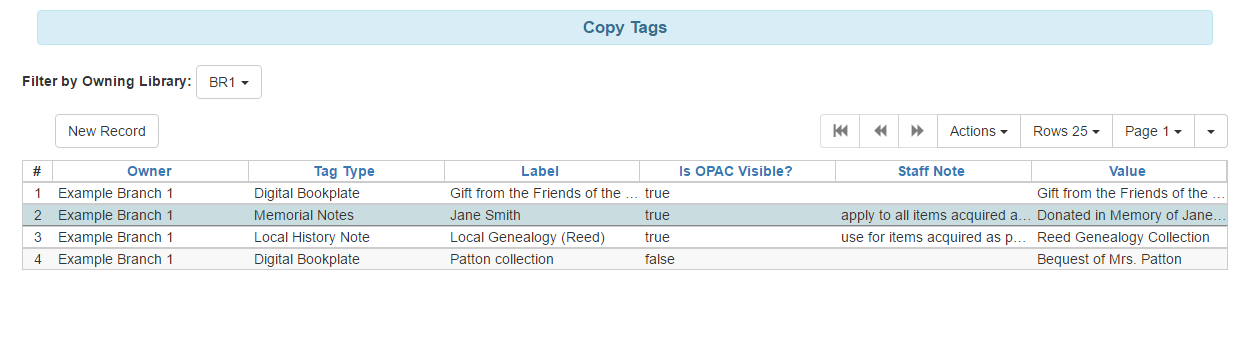 Copy Tags
Filter by Owning Library: BR1
New Record Actions Rows 25 Page 1
# Owner Tag Type Label Is OPAC Visible? Staff Note Value
1 Example Branch 1 Digital Bookplate Gift from the Friends of the ... true Gift from the Friends of the ...
2 Example Branch 1 Memorial Notes Jane Smith true apply to all items acquired a... Donated in Memory of Jane...
3 Example Branch 1 Local History Note Local Genealogy (Reed) true use for items acquired as p... Reed Genealogy Collection
4 Example Branch 1 Digital Bookplate Patton collection false Bequest of Mrs. Patton